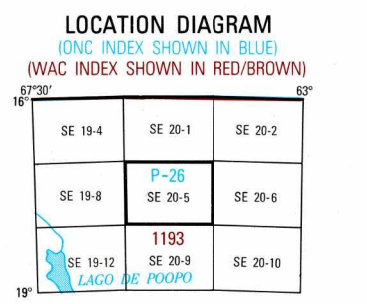 LOCATION DIAGRAM
(ONC INDEX SHOWN IN BLUE)
(WAC INDEX SHOWN IN RED/BROWN)
67°30′ 63°
16°
SE 19-4 SE 20-1 SE 20-2
P-26
SE 19-8 SE 20-5 SE 20-6
1193
SE 19-12 SE 20-9 SE 20-10
LAGO DE POOPO
19°